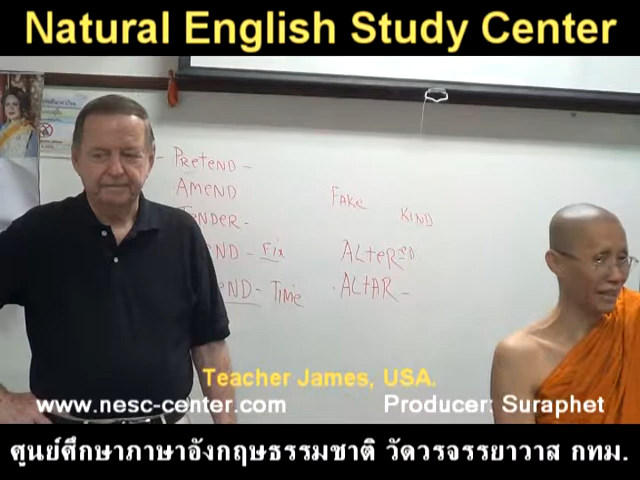 Natural English Study Center
PRETEND -
AMEND
FAKE
TENDER -
KIND
END - FIX
ALTERED
END - TIME
ALTAR -
Teacher James, USA.
www.nesc-center.com
Producer: Suraphet
ศูนย์ศึกษาภาษาอังกฤษธรรมชาติ วัดวรจรรยาวาส กทม.